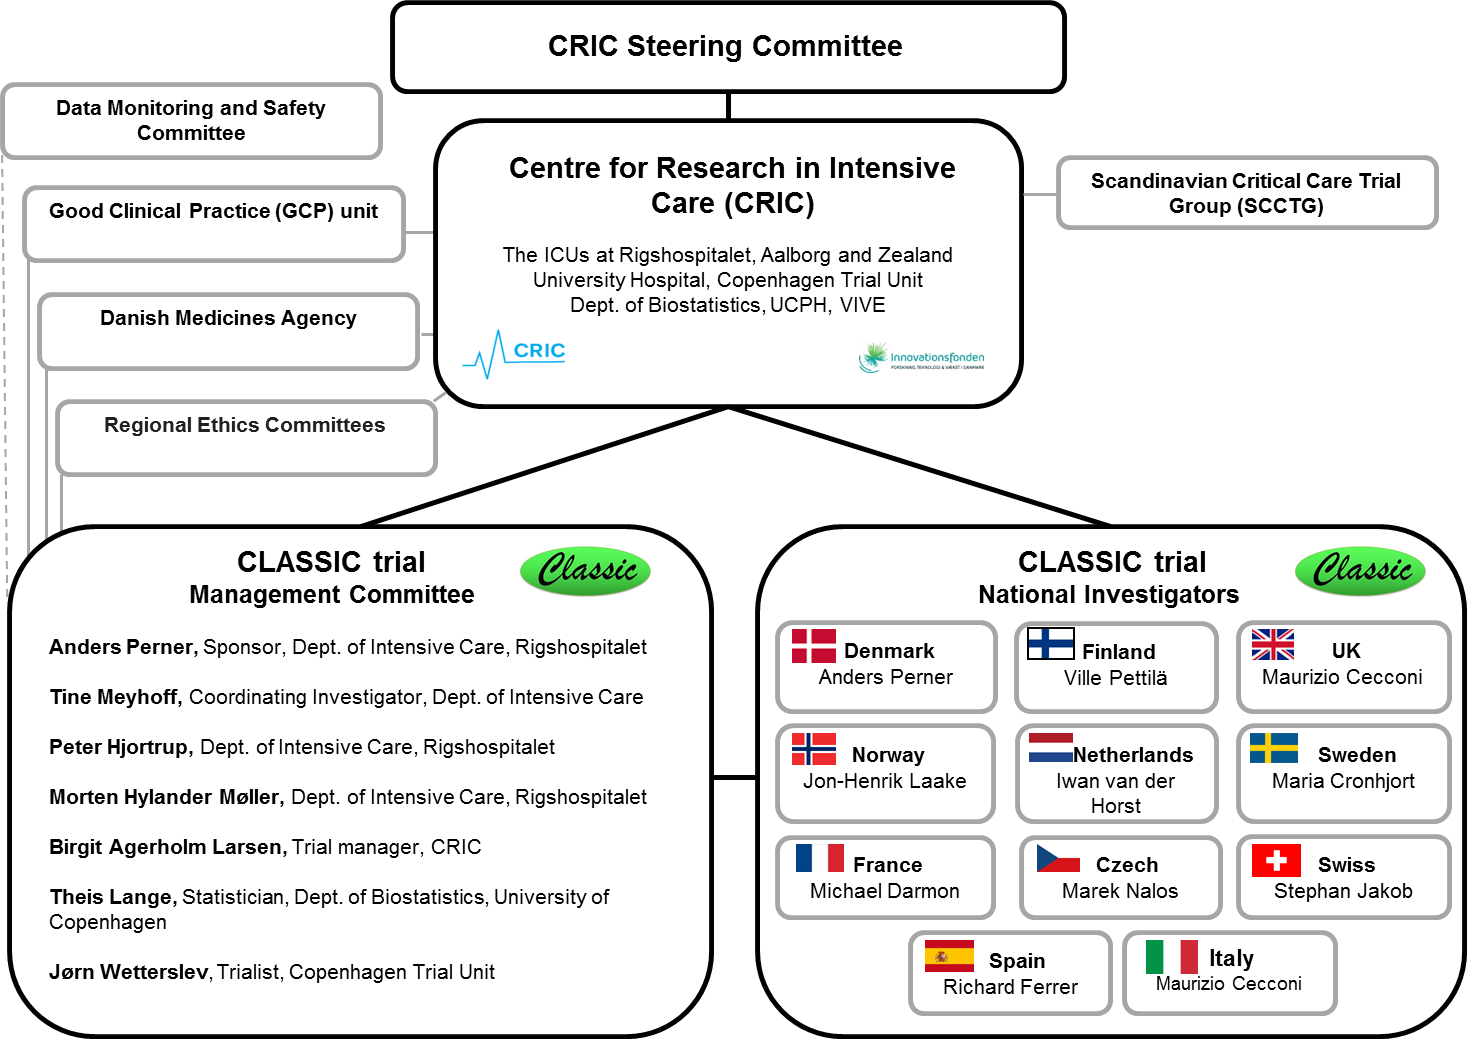 CRIC Steering Committee
Data Monitoring and Safety
Committee
Good Clinical Practice (GCP) unit
Danish Medicines Agency
Regional Ethics Committees
Centre for Research in Intensive
Care (CRIC)
The ICUs at Rigshospitalet, Aalborg and Zealand
University Hospital, Copenhagen Trial Unit
Dept. of Biostatistics, UCPH, VIVE
CRIC
Innovationsfonden
FORSKNING, TEKNOLOGI & VÆKST I DANMARK
Scandinavian Critical Care Trial
Group (SCCTG)
CLASSIC trial
Management Committee
Classic
Anders Perner, Sponsor, Dept. of Intensive Care, Rigshospitalet
Tine Meyhoff, Coordinating Investigator, Dept. of Intensive Care
Peter Hjortrup, Dept. of Intensive Care, Rigshospitalet
Morten Hylander Møller, Dept. of Intensive Care, Rigshospitalet
Birgit Agerholm Larsen, Trial manager, CRIC
Theis Lange, Statistician, Dept. of Biostatistics, University of
Copenhagen
Jørn Wetterslev, Trialist, Copenhagen Trial Unit
CLASSIC trial
National Investigators
Classic
Denmark
Anders Perner
Finland
Ville Pettilä
UK
Maurizio Cecconi
Norway
Jon-Henrik Laake
Netherlands
Iwan van der
Horst
Sweden
Maria Cronhjort
France
Michael Darmon
Czech
Marek Nalos
Swiss
Stephan Jakob
Spain
Richard Ferrer
Italy
Maurizio Cecconi